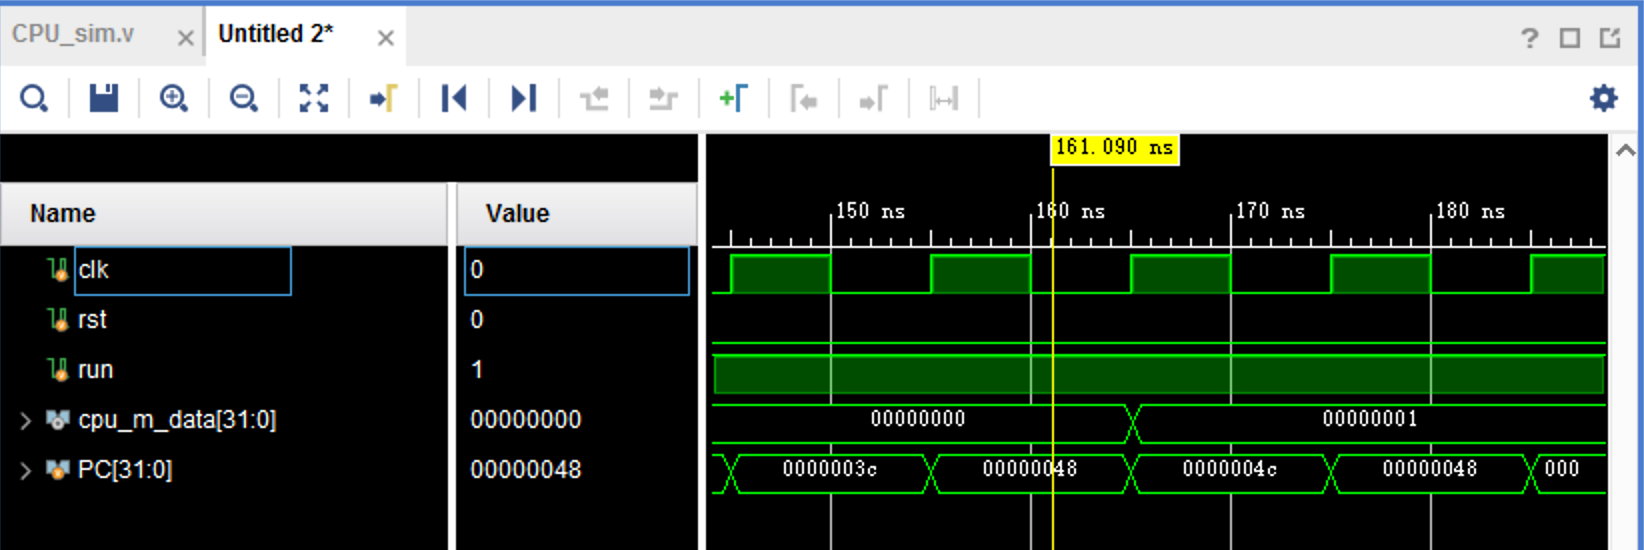 CPU_sim.v Untitled 2*
?
161.090 ns
Name Value
150 ns 160 ns 170 ns 180 ns
clk 0
rst 0
run 1
cpu_m_data[31:0] 00000000 00000000 00000001
PC[31:0] 00000048 0000003c 00000048 0000004c 00000048 000